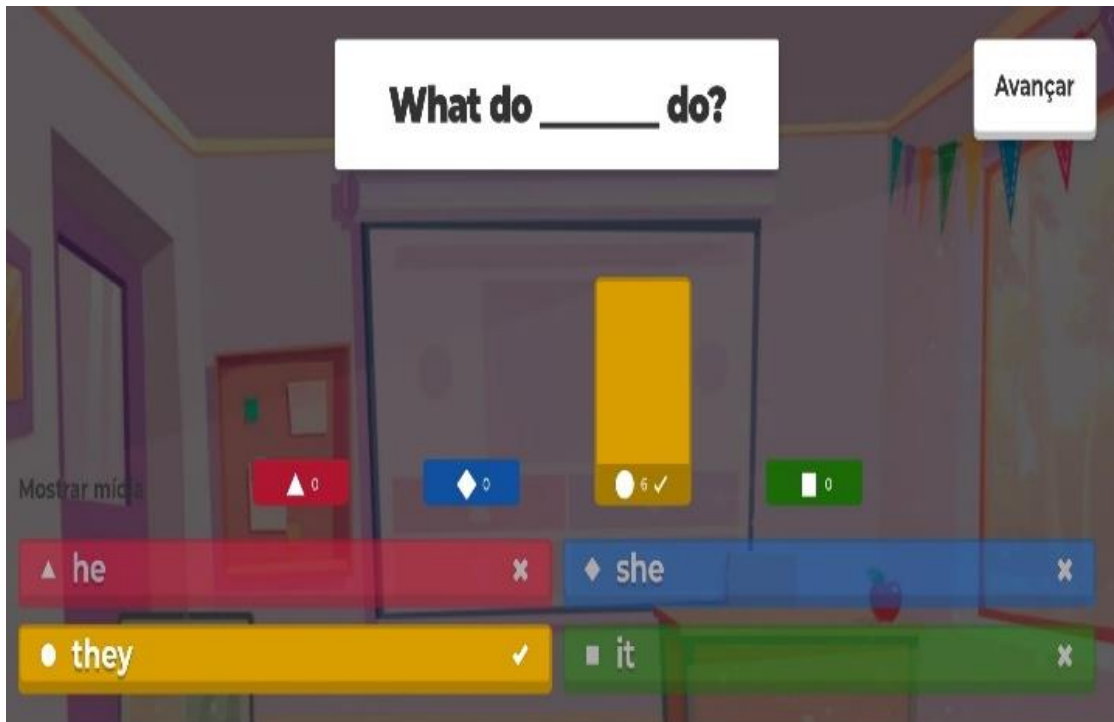 What do ______ do?
Avançar
0
0
6
0
Mostrar mídia
he
she
they
it